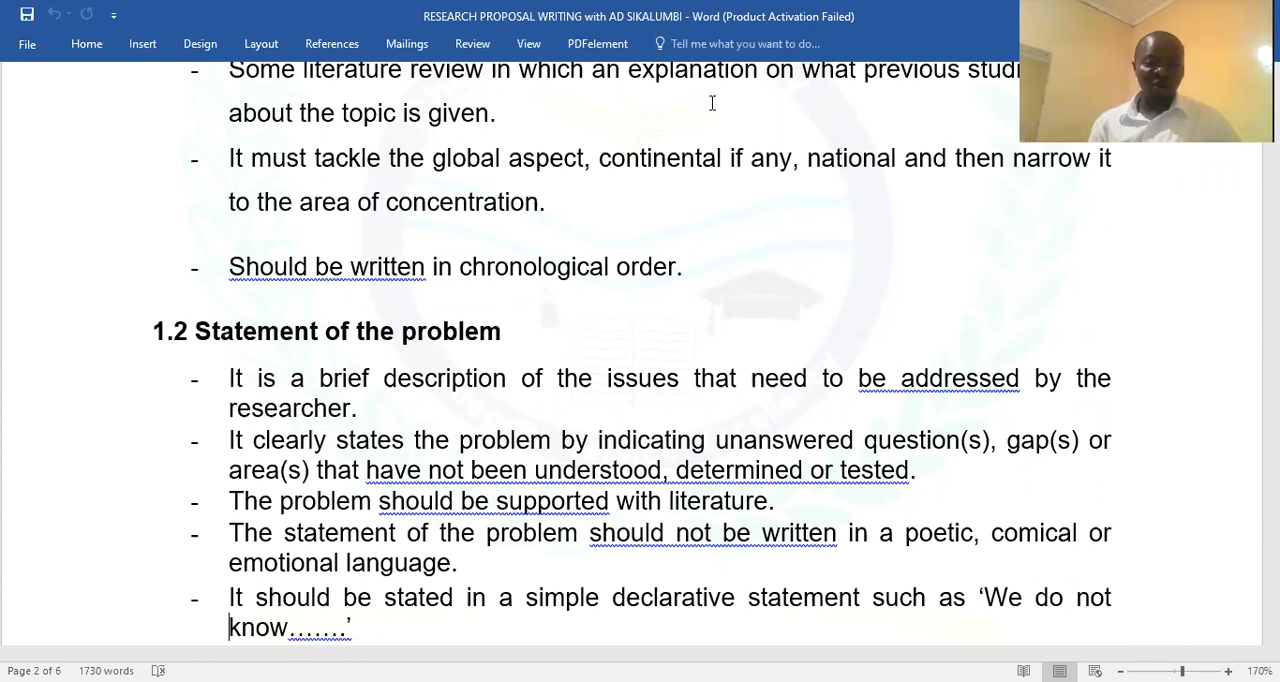 RESEARCH PROPOSAL WRITING with AD SIKALUMBI - Word (Product Activation Failed)
File Home Insert Design Layout References Mailings Review View PDFelement Tell me what you want to do...
- Some literature review in which an explanation on what previous studi
about the topic is given.
- It must tackle the global aspect, continental if any, national and then narrow it
to the area of concentration.
- Should be written in chronological order.
1.2 Statement of the problem
- It is a brief description of the issues that need to be addressed by the
researcher.
- It clearly states the problem by indicating unanswered question(s), gap(s) or
area(s) that have not been understood, determined or tested.
- The problem should be supported with literature.
- The statement of the problem should not be written in a poetic, comical or
emotional language.
- It should be stated in a simple declarative statement such as ‘We do not
know…….’
Page 2 of 6 1730 words 170%